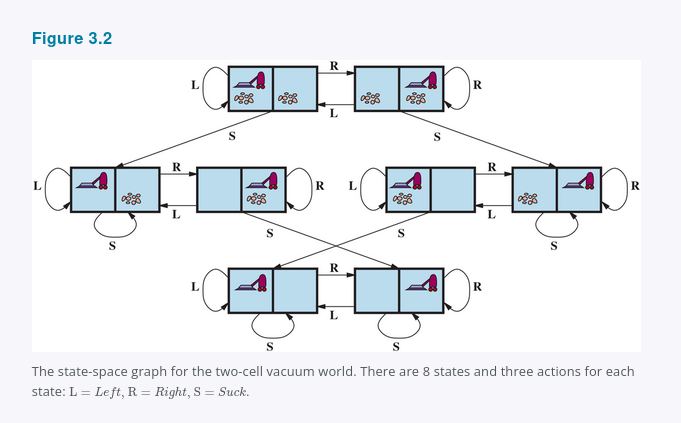 Figure 3.2
R
L R
L
S S
R R
L R L R
L L
S S S S
R
L R
L
S S
The state-space graph for the two-cell vacuum world. There are 8 states and three actions for each
state: L = Left, R = Right, S = Suck.